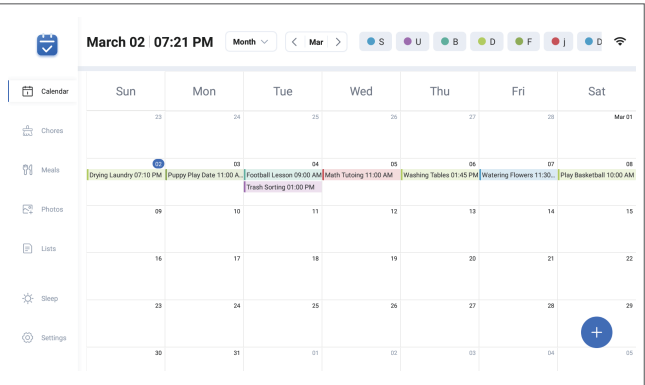 March 02 07:21 PM Month Mar S U B D F j D
Calendar
Chores
Meals
Photos
Lists
Sleep
Settings
Sun Mon Tue Wed Thu Fri Sat
23 24 25 26 27 28 Mar 01
02 03 04 05 06 07 08
Drying Laundry 07:10 PM Puppy Play Date 11:00 A... Football Lesson 09:00 AM Math Tutoing 11:00 AM Washing Tables 01:45 PM Watering Flowers 11:30... Play Basketball 10:00 AM
Trash Sorting 01:00 PM
09 10 11 12 13 14 15
16 17 18 19 20 21 22
23 24 25 26 27 28 29
30 31 01 02 03 04 05